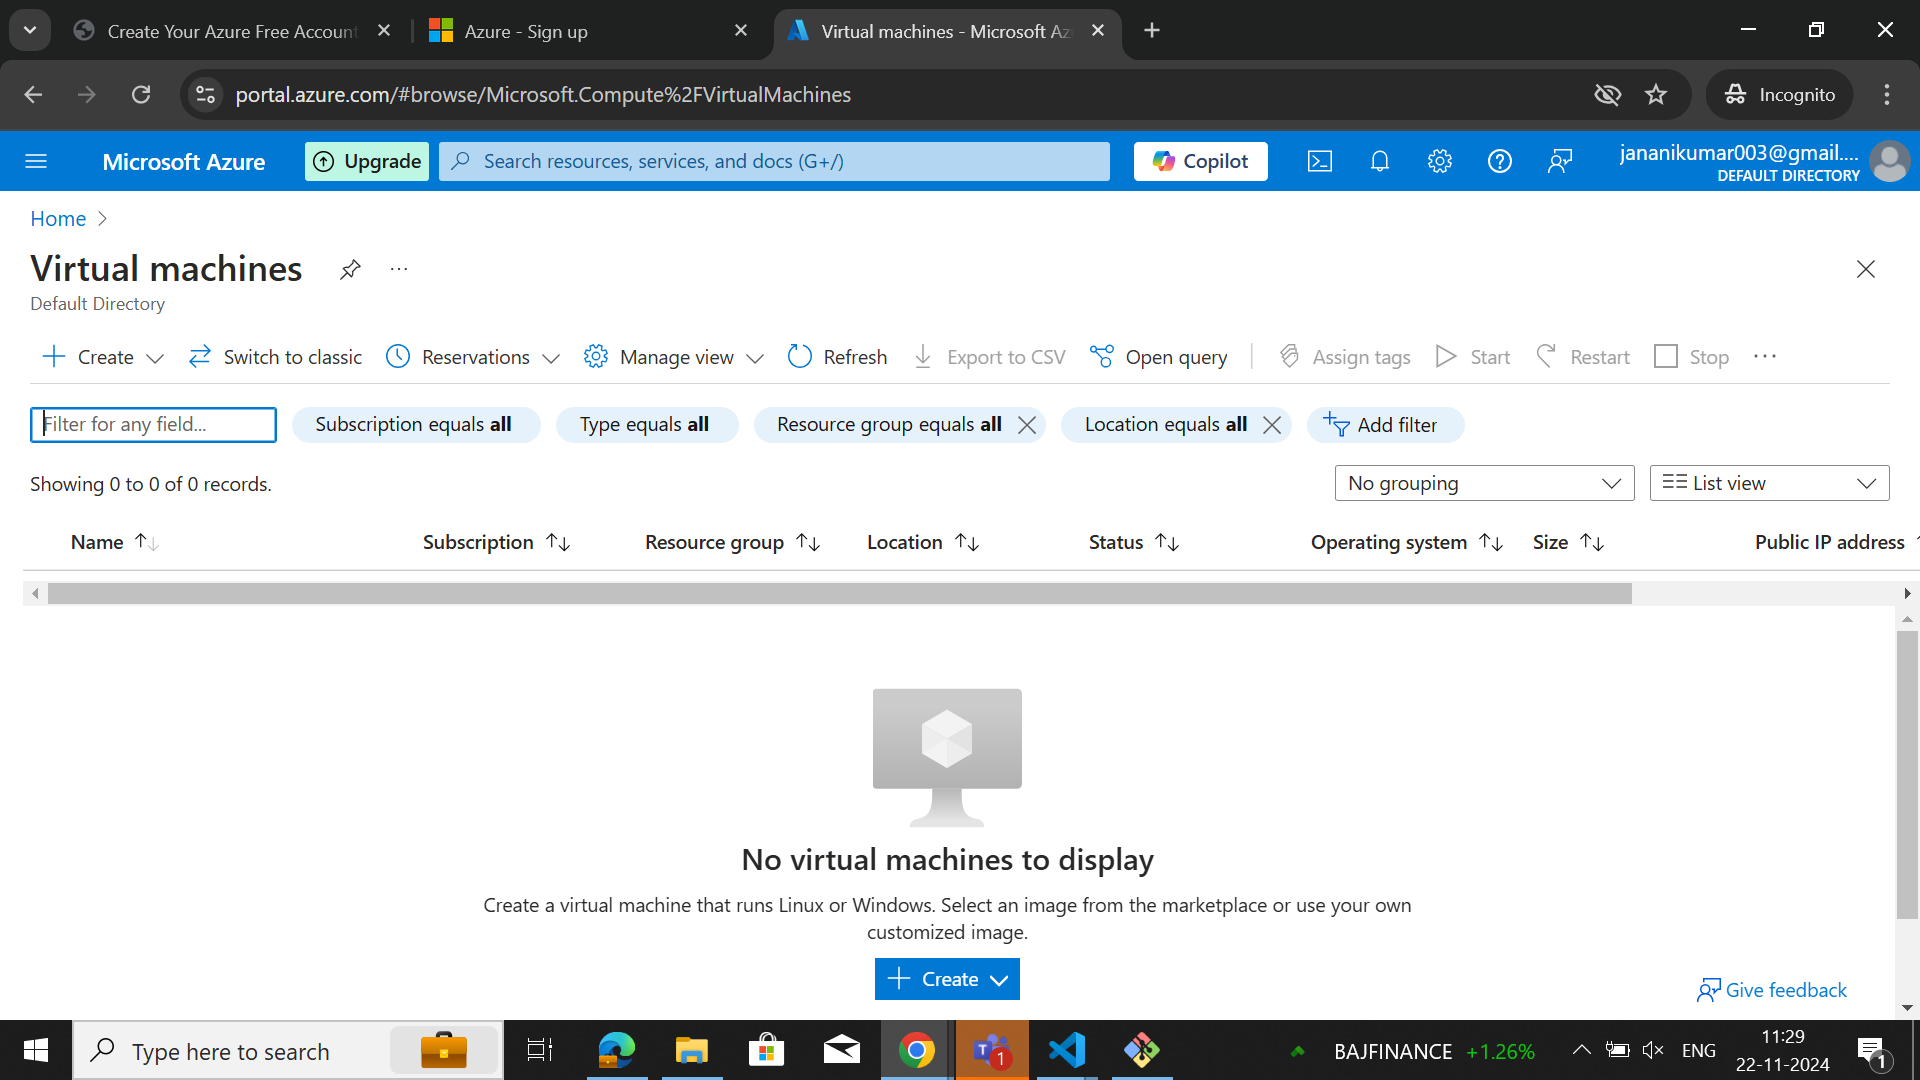 Create Your Azure Free Account
Azure - Sign up
Virtual machines - Microsoft Az
portal.azure.com/#browse/Microsoft.Compute%2FVirtualMachines
Incognito
Microsoft Azure
Upgrade
Search resources, services, and docs (G+/)
Copilot
jananikumar003@gmail....
DEFAULT DIRECTORY
Home
Virtual machines
Default Directory
Create
Switch to classic
Reservations
Manage view
Refresh
Export to CSV
Open query
Assign tags
Start
Restart
Stop
Filter for any field...
Subscription equals all
Type equals all
Resource group equals all
Location equals all
Add filter
Showing 0 to 0 of 0 records.
No grouping
List view
Name
Subscription
Resource group
Location
Status
Operating system
Size
Public IP address
No virtual machines to display
Create a virtual machine that runs Linux or Windows. Select an image from the marketplace or use your own
customized image.
Create
Give feedback
Type here to search
1
BAJFINANCE +1.26%
ENG
11:29
22-11-2024
1